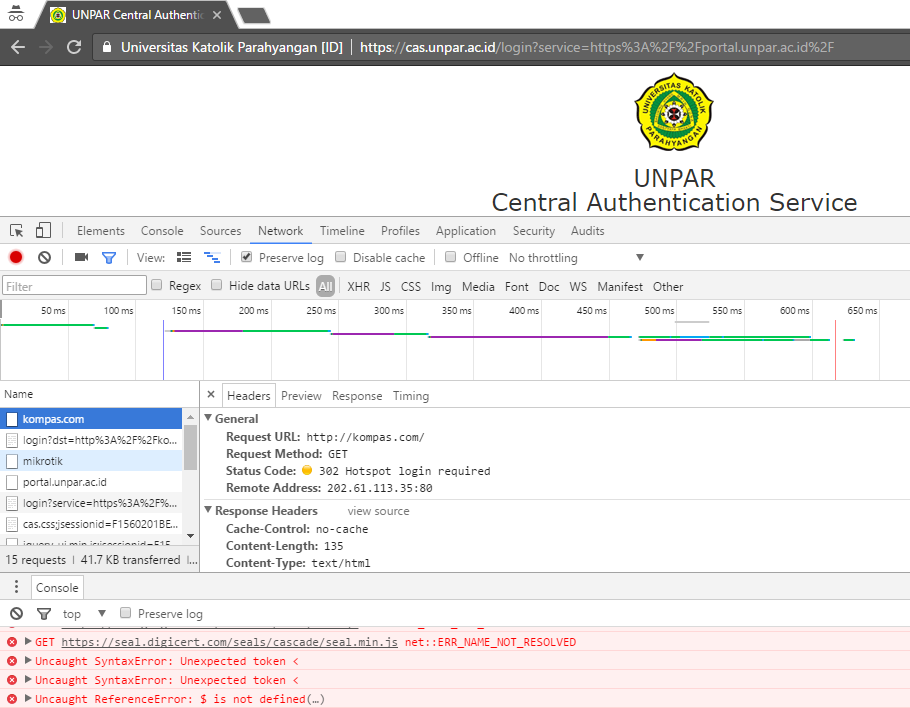 UNPAR Central Authentic
Universitas Katolik Parahyangan [ID] | https://cas.unpar.ac.id/login?service=https%3A%2F%2Fportal.unpar.ac.id%2F
UNIVERSITAS KATOLIK
PARAHYANGAN
UNPAR
Central Authentication Service
Elements Console Sources Network Timeline Profiles Application Security Audits
View: Preserve log Disable cache Offline No throttling
Filter Regex Hide data URLs All XHR JS CSS Img Media Font Doc WS Manifest Other
50 ms 100 ms 150 ms 200 ms 250 ms 300 ms 350 ms 400 ms 450 ms 500 ms 550 ms 600 ms 650 ms
Name
kompas.com
login?dst=http%3A%2F%2Fko...
mikrotik
portal.unpar.ac.id
login?service=https%3A%2F%...
cas.css;jsessionid=F1560201BE...
15 requests | 41.7 KB transferred | ...
Headers Preview Response Timing
General
Request URL: http://kompas.com/
Request Method: GET
Status Code: 302 Hotspot login required
Remote Address: 202.61.113.35:80
Response Headers view source
Cache-Control: no-cache
Content-Length: 135
Content-Type: text/html
Console
top Preserve log
GET https://seal.digicert.com/seals/cascade/seal.min.js net::ERR_NAME_NOT_RESOLVED
Uncaught SyntaxError: Unexpected token <
Uncaught SyntaxError: Unexpected token <
Uncaught ReferenceError: $ is not defined(…)